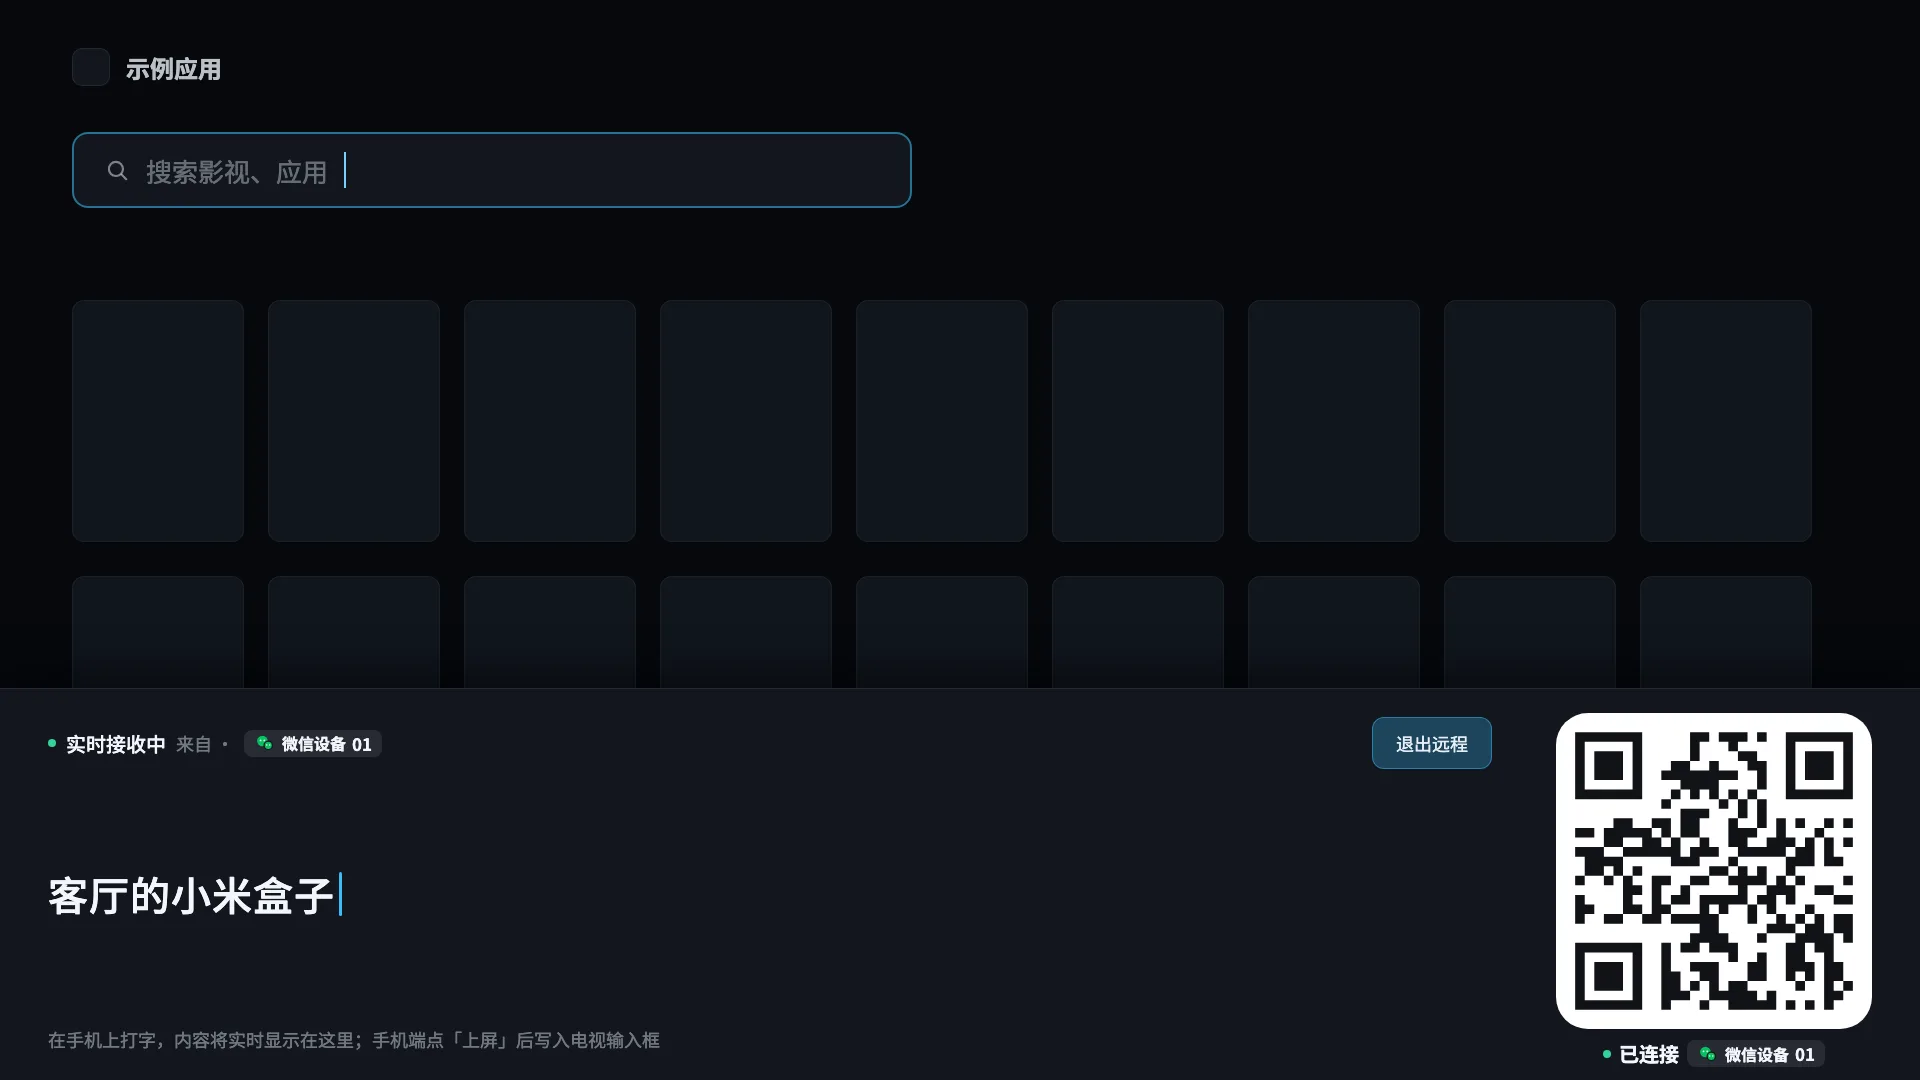 示例应用
搜索影视、应用
实时接收中 来自 · 微信设备 01
退出远程
客厅的小米盒子
在手机上打字，内容将实时显示在这里；手机端点「上屏」后写入电视输入框
已连接 微信设备 01